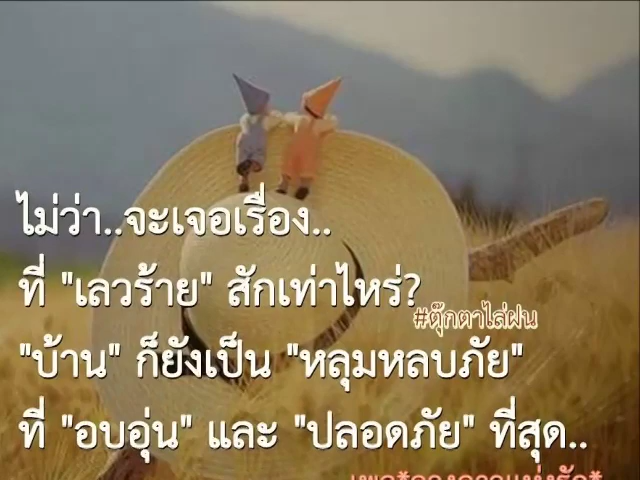 ไม่ว่า..จะเจอเรื่อง..
ที่ "เลวร้าย" สักเท่าไหร่?
#ตุ๊กตาไล่ฝน
"บ้าน" ก็ยังเป็น "หลุมหลบภัย"
ที่ "อบอุ่น" และ "ปลอดภัย" ที่สุด..